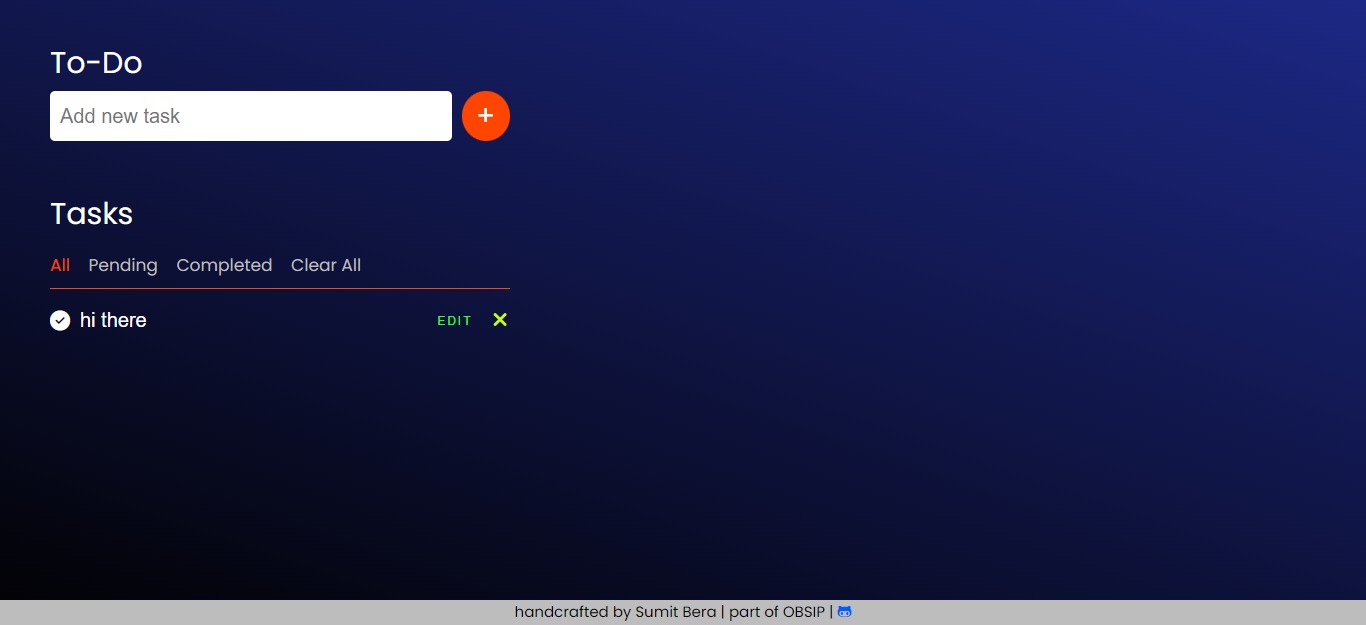 To-Do
Add new task
+
Tasks
All Pending Completed Clear All
hi there EDIT
handcrafted by Sumit Bera | part of OBSIP |